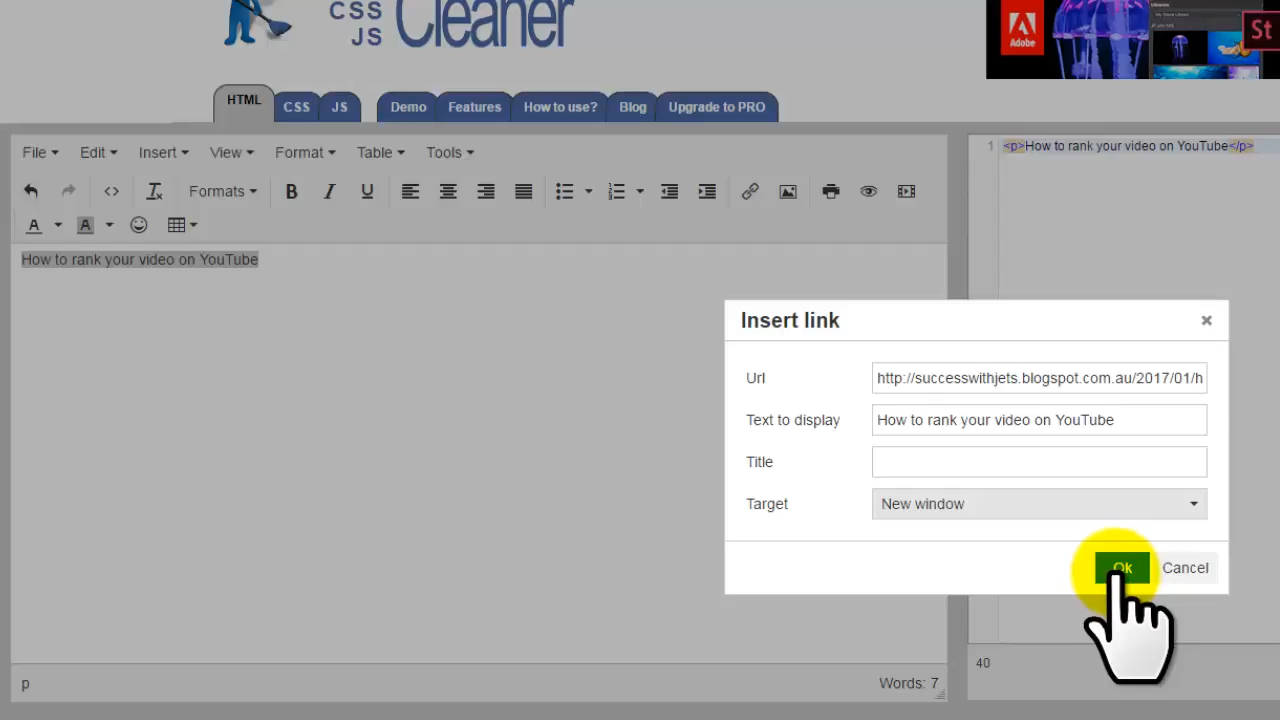 CSS
JS
Cleaner
Adobe
St
HTML
CSS
JS
Demo
Features
How to use?
Blog
Upgrade to PRO
File
Edit
Insert
View
Format
Table
Tools
Formats
B
I
U
A
A
How to rank your video on YouTube
1
<p>How to rank your video on YouTube</p>
Insert link
×
Url
http://successwithjets.blogspot.com.au/2017/01/h
Text to display
How to rank your video on YouTube
Title
Target
New window
Ok
Cancel
p
Words: 7
40